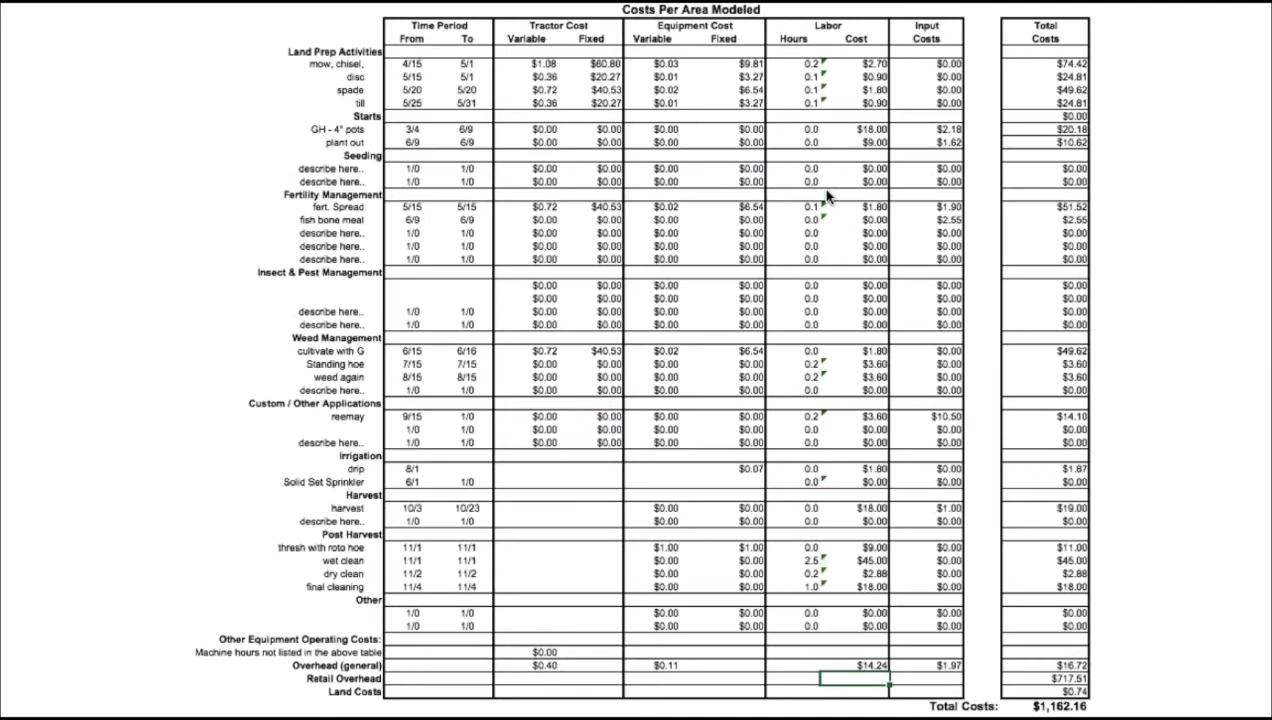 Costs Per Area Modeled
Time Period Tractor Cost Equipment Cost Labor Input Total
From To Variable Fixed Variable Fixed Hours Cost Costs Costs
Land Prep Activities
mow, chisel, 4/15 5/1 $1.08 $60.80 $0.03 $9.81 0.2 $2.70 $0.00 $74.42
disc 5/15 5/1 $0.36 $20.27 $0.01 $3.27 0.1 $0.90 $0.00 $24.81
spade 5/20 5/20 $0.72 $40.53 $0.02 $6.54 0.1 $1.80 $0.00 $49.62
till 5/25 5/31 $0.36 $20.27 $0.01 $3.27 0.1 $0.90 $0.00 $24.81
Starts $0.00
GH - 4" pots 3/4 6/9 $0.00 $0.00 $0.00 $0.00 0.0 $18.00 $2.18 $20.18
plant out 6/9 6/9 $0.00 $0.00 $0.00 $0.00 0.0 $9.00 $1.62 $10.62
Seeding
describe here.. 1/0 1/0 $0.00 $0.00 $0.00 $0.00 0.0 $0.00 $0.00 $0.00
describe here.. 1/0 1/0 $0.00 $0.00 $0.00 $0.00 0.0 $0.00 $0.00 $0.00
Fertility Management
fert. Spread 5/15 5/15 $0.72 $40.53 $0.02 $6.54 0.1 $1.80 $1.90 $51.52
fish bone meal 6/9 6/9 $0.00 $0.00 $0.00 $0.00 0.0 $0.00 $2.55 $2.55
describe here.. 1/0 1/0 $0.00 $0.00 $0.00 $0.00 0.0 $0.00 $0.00 $0.00
describe here.. 1/0 1/0 $0.00 $0.00 $0.00 $0.00 0.0 $0.00 $0.00 $0.00
describe here.. 1/0 1/0 $0.00 $0.00 $0.00 $0.00 0.0 $0.00 $0.00 $0.00
Insect & Pest Management
$0.00 $0.00 $0.00 $0.00 0.0 $0.00 $0.00 $0.00
$0.00 $0.00 $0.00 $0.00 0.0 $0.00 $0.00 $0.00
describe here.. 1/0 1/0 $0.00 $0.00 $0.00 $0.00 0.0 $0.00 $0.00 $0.00
describe here.. 1/0 1/0 $0.00 $0.00 $0.00 $0.00 0.0 $0.00 $0.00 $0.00
Weed Management
cultivate with G 6/15 6/16 $0.72 $40.53 $0.02 $6.54 0.0 $1.80 $0.00 $49.62
Standing hoe 7/15 7/15 $0.00 $0.00 $0.00 $0.00 0.2 $3.60 $0.00 $3.60
weed again 8/15 8/15 $0.00 $0.00 $0.00 $0.00 0.2 $3.60 $0.00 $3.60
describe here.. 1/0 1/0 $0.00 $0.00 $0.00 $0.00 0.0 $0.00 $0.00 $0.00
Custom / Other Applications
reemay 9/15 1/0 $0.00 $0.00 $0.00 $0.00 0.2 $3.60 $10.50 $14.10
1/0 1/0 $0.00 $0.00 $0.00 $0.00 0.0 $0.00 $0.00 $0.00
describe here.. 1/0 1/0 $0.00 $0.00 $0.00 $0.00 0.0 $0.00 $0.00 $0.00
Irrigation
drip 8/1 $0.07 0.0 $1.80 $0.00 $1.87
Solid Set Sprinkler 6/1 1/0 0.0 $0.00 $0.00 $0.00
Harvest
harvest 10/3 10/23 $0.00 $0.00 0.0 $18.00 $1.00 $19.00
describe here.. 1/0 1/0 $0.00 $0.00 0.0 $0.00 $0.00 $0.00
Post Harvest
thresh with roto hoe 11/1 11/1 $1.00 $1.00 0.0 $9.00 $0.00 $11.00
wet clean 11/1 11/1 $0.00 $0.00 2.5 $45.00 $0.00 $45.00
dry clean 11/2 11/2 $0.00 $0.00 0.2 $2.88 $0.00 $2.88
final cleaning 11/4 11/4 $0.00 $0.00 1.0 $18.00 $0.00 $18.00
Other
1/0 1/0 $0.00 $0.00 0.0 $0.00 $0.00 $0.00
1/0 1/0 $0.00 $0.00 0.0 $0.00 $0.00 $0.00
Other Equipment Operating Costs:
Machine hours not listed in the above table $0.00
Overhead (general) $0.40 $0.11 $14.24 $1.97 $16.72
Retail Overhead $717.51
Land Costs $0.74
Total Costs: $1,162.16